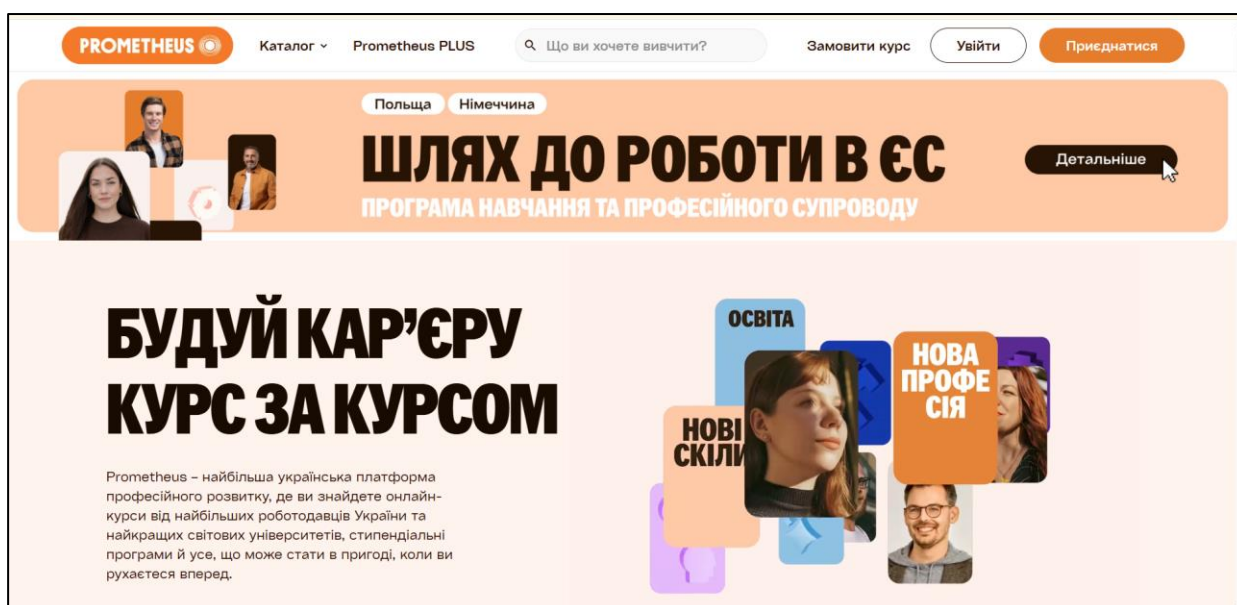 PROMETHEUS
Каталог
Prometheus PLUS
Що ви хочете вивчити?
Замовити курс
Увійти
Приєднатися
Польща
Німеччина
ШЛЯХ ДО РОБОТИ В ЄС
ПРОГРАМА НАВЧАННЯ ТА ПРОФЕСІЙНОГО СУПРОВОДУ
Детальніше
БУДУЙ КАР’ЄРУ
КУРС ЗА КУРСОМ
Prometheus – найбільша українська платформа
професійного розвитку, де ви знайдете онлайн-
курси від найбільших роботодавців України та
найкращих світових університетів, стипендіальні
програми й усе, що може стати в пригоді, коли ви
рухаєтеся вперед.
ОСВІТА
НОВІ
СКІЛИ
НОВА
ПРОФЕ
СІЯ